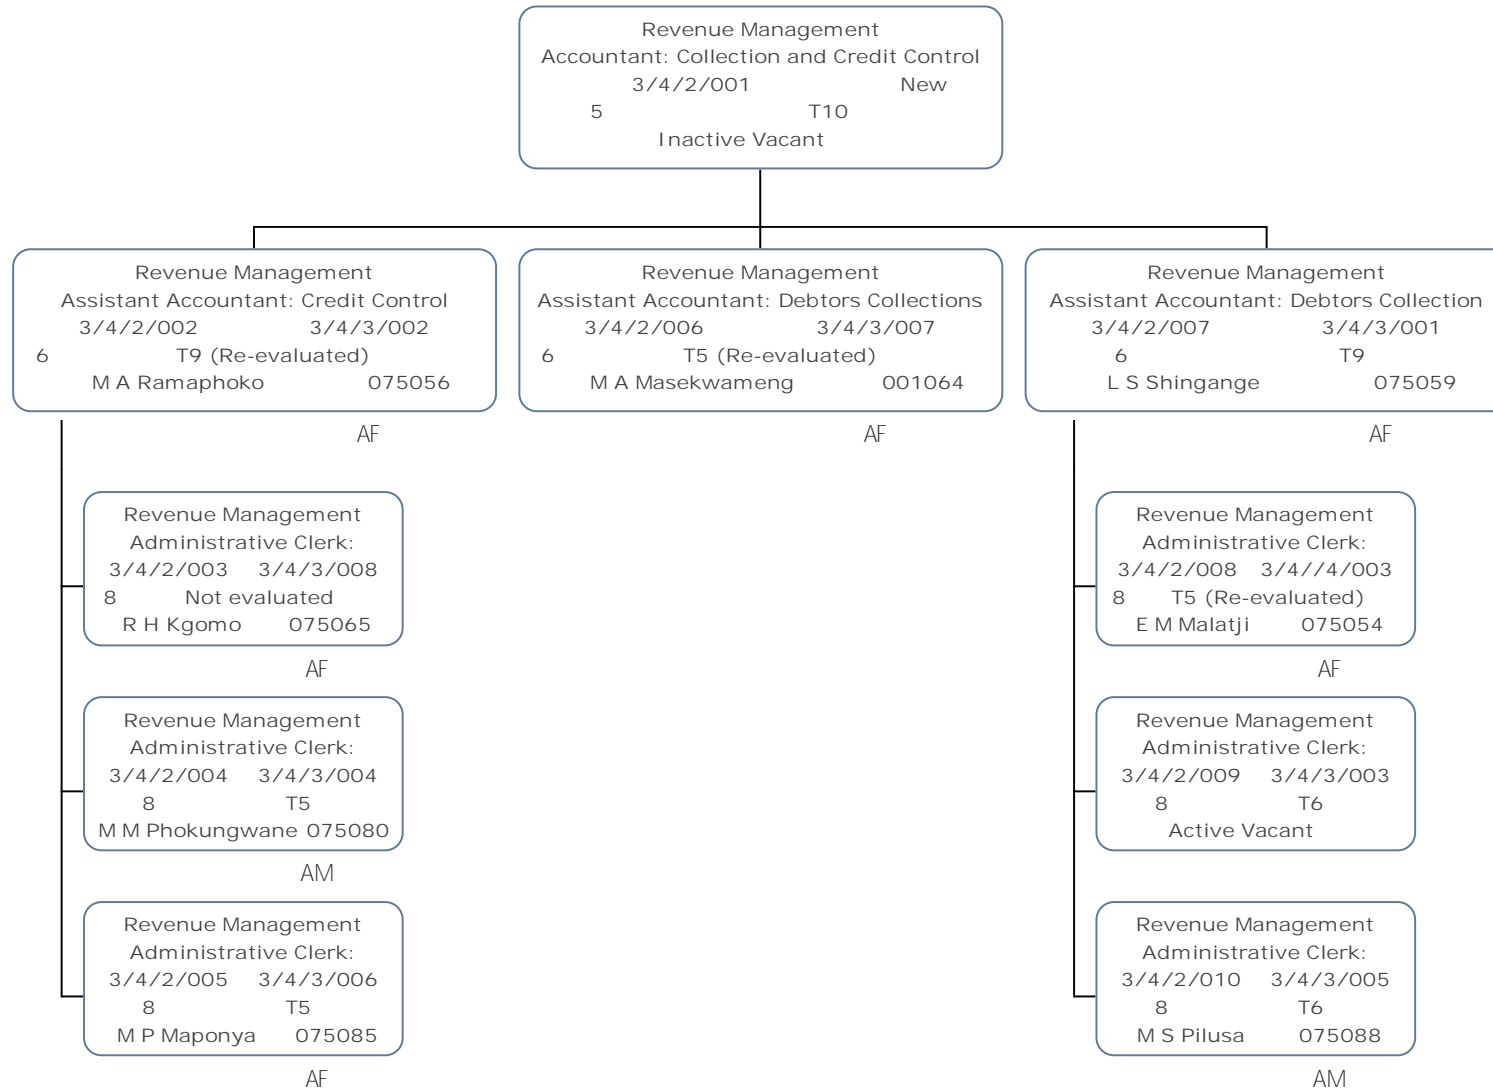 Revenue Management
Accountant: Collection and Credit Control
3/4/2/001 New
5 T10
Inactive Vacant
Revenue Management
Assistant Accountant: Credit Control
3/4/2/002 3/4/3/002
6 T9 (Re-evaluated)
M A Ramaphoko 075056
AF
Revenue Management
Assistant Accountant: Debtors Collections
3/4/2/006 3/4/3/007
6 T5 (Re-evaluated)
M A Masekwameng 001064
AF
Revenue Management
Assistant Accountant: Debtors Collection
3/4/2/007 3/4/3/001
6 T9
L S Shingange 075059
AF
Revenue Management
Administrative Clerk:
3/4/2/003 3/4/3/008
8 Not evaluated
R H Kgomo 075065
AF
Revenue Management
Administrative Clerk:
3/4/2/004 3/4/3/004
8 T5
M M Phokungwane 075080
AM
Revenue Management
Administrative Clerk:
3/4/2/005 3/4/3/006
8 T5
M P Maponya 075085
AF
Revenue Management
Administrative Clerk:
3/4/2/008 3/4//4/003
8 T5 (Re-evaluated)
E M Malatji 075054
AF
Revenue Management
Administrative Clerk:
3/4/2/009 3/4/3/003
8 T6
Active Vacant
Revenue Management
Administrative Clerk:
3/4/2/010 3/4/3/005
8 T6
M S Pilusa 075088
AM